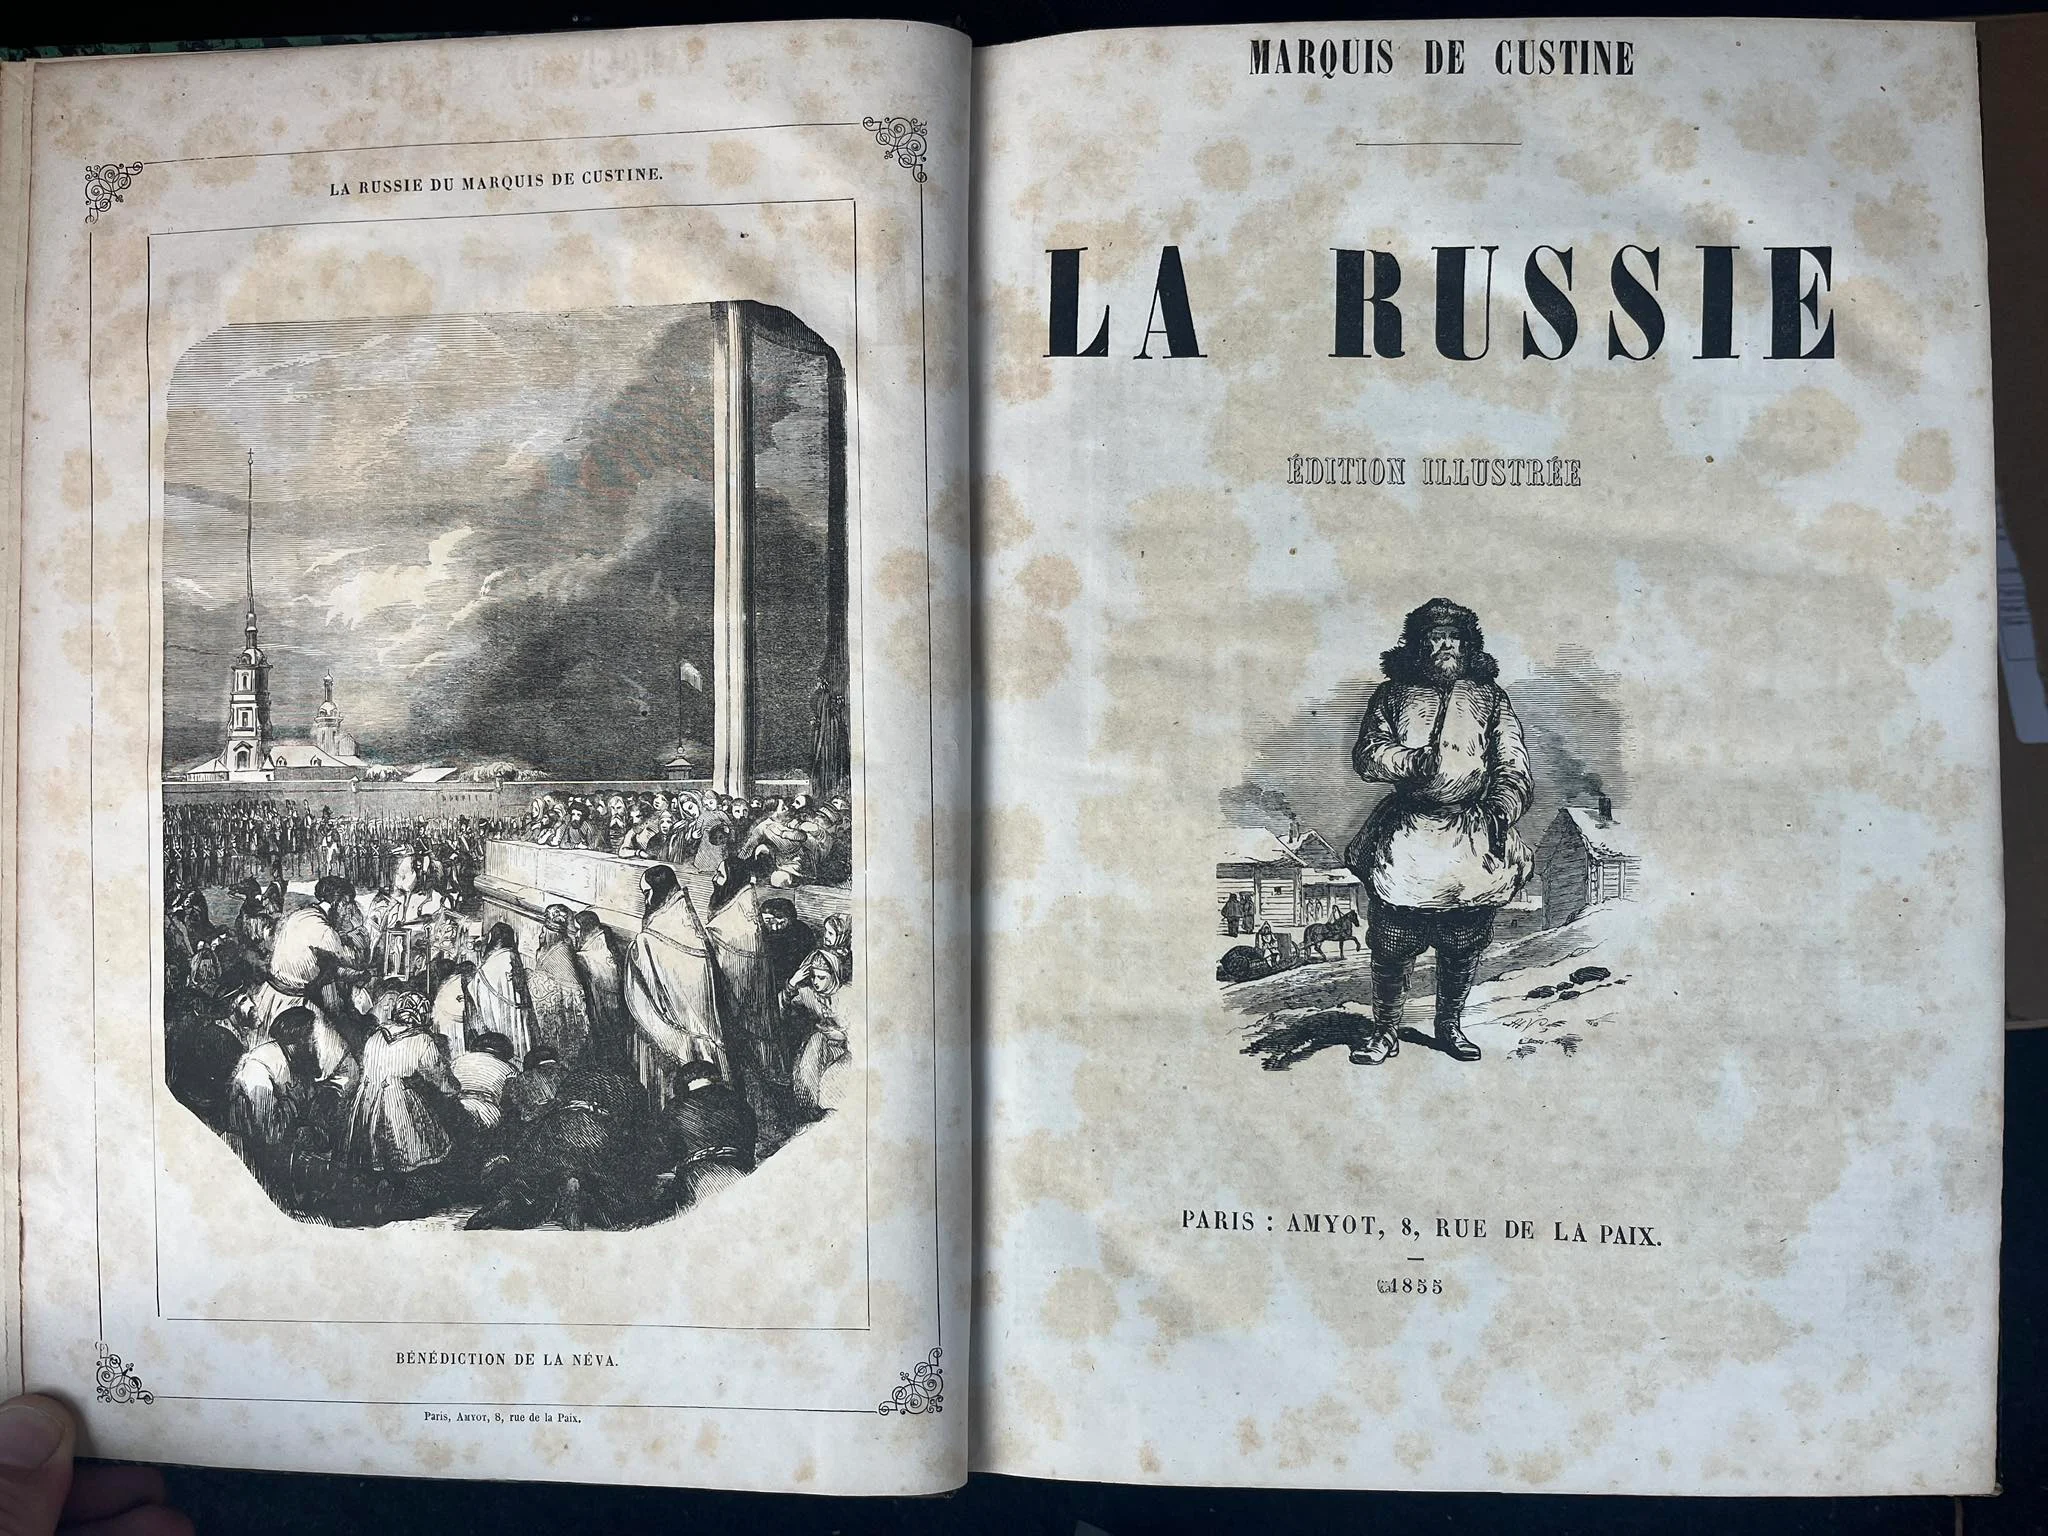 LA RUSSIE DU MARQUIS DE CUSTINE.
BÉNÉDICTION DE LA NÉVA.
Paris, AMYOT, 8, rue de la Paix.
MARQUIS DE CUSTINE
LA RUSSIE
ÉDITION ILLUSTRÉE
PARIS : AMYOT, 8, RUE DE LA PAIX.
1855